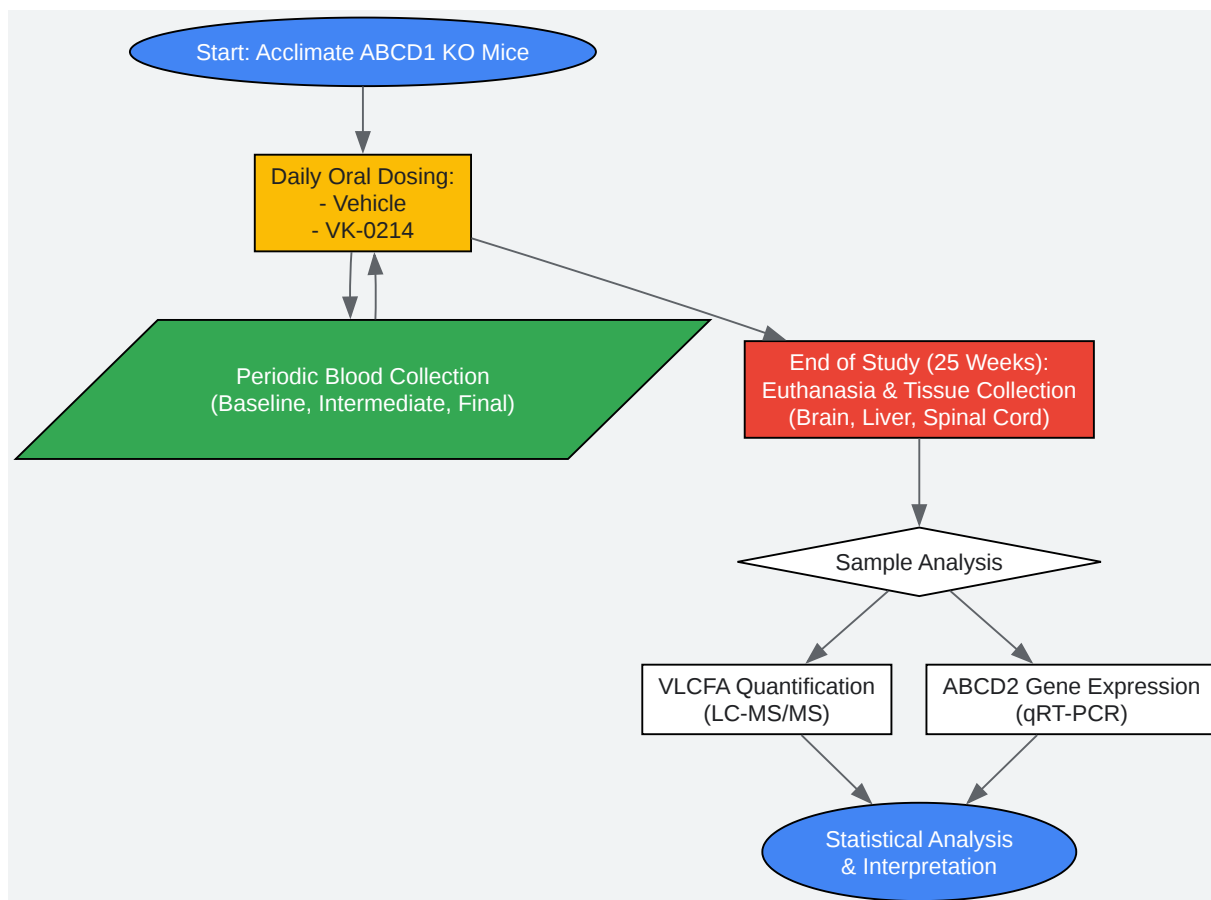 Start: Acclimate ABCD1 KO Mice
Daily Oral Dosing:
- Vehicle
- VK-0214
Periodic Blood Collection
(Baseline, Intermediate, Final)
End of Study (25 Weeks):
Euthanasia & Tissue Collection
(Brain, Liver, Spinal Cord)
Sample Analysis
VLCFA Quantification
(LC-MS/MS)
ABCD2 Gene Expression
(qRT-PCR)
Statistical Analysis
& Interpretation